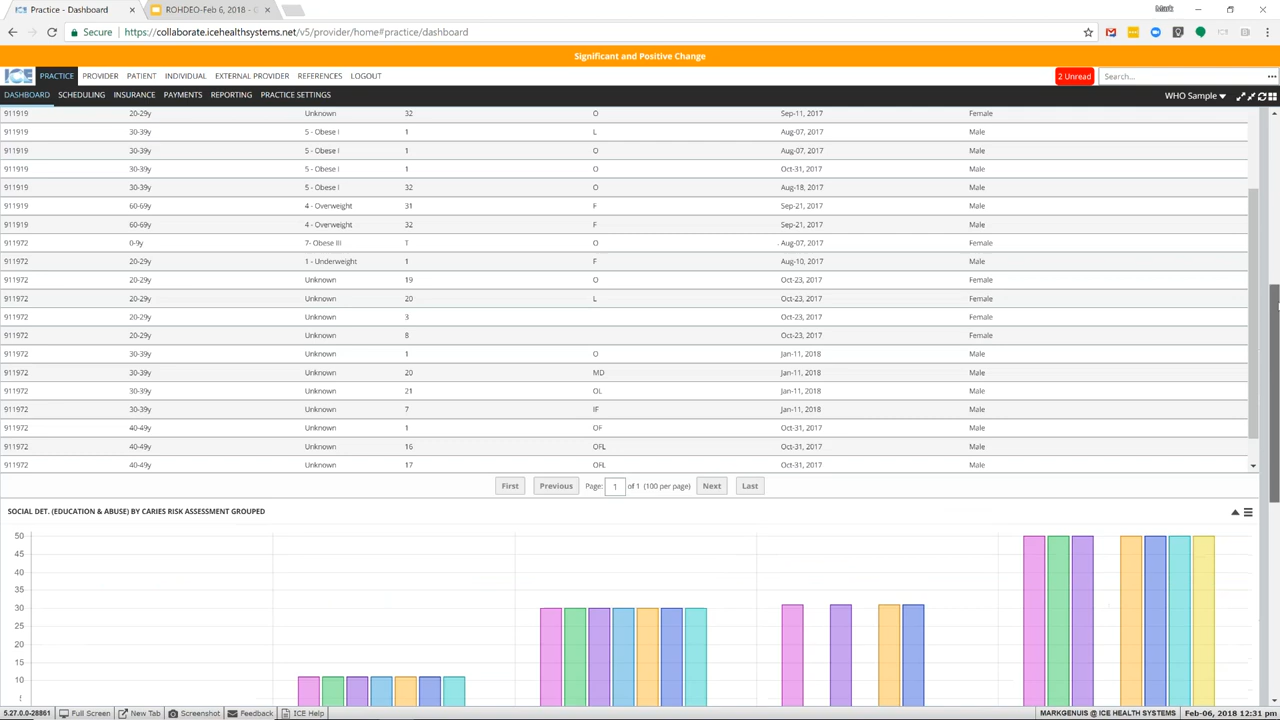 Practice - Dashboard × ROHDEO-Feb 6, 2018 - ×
Secure https://collaborate.icehealthsystems.net/v5/provider/home#practice/dashboard
Significant and Positive Change
ICE PRACTICE PROVIDER PATIENT INDIVIDUAL EXTERNAL PROVIDER REFERENCES LOGOUT 2 Unread Search...
DASHBOARD SCHEDULING INSURANCE PAYMENTS REPORTING PRACTICE SETTINGS WHO Sample
911919 20-29y Unknown 32 O Sep-11, 2017 Female
911919 30-39y 5 - Obese I 1 L Aug-07, 2017 Male
911919 30-39y 5 - Obese I 1 O Aug-07, 2017 Male
911919 30-39y 5 - Obese I 1 O Oct-31, 2017 Male
911919 30-39y 5 - Obese I 32 O Aug-18, 2017 Male
911919 60-69y 4 - Overweight 31 F Sep-21, 2017 Male
911919 60-69y 4 - Overweight 32 F Sep-21, 2017 Male
911972 0-9y 7- Obese III T O Aug-07, 2017 Female
911972 20-29y 1 - Underweight 1 F Aug-10, 2017 Male
911972 20-29y Unknown 19 O Oct-23, 2017 Female
911972 20-29y Unknown 20 L Oct-23, 2017 Female
911972 20-29y Unknown 3 Oct-23, 2017 Female
911972 20-29y Unknown 8 Oct-23, 2017 Female
911972 30-39y Unknown 1 O Jan-11, 2018 Male
911972 30-39y Unknown 20 MD Jan-11, 2018 Male
911972 30-39y Unknown 21 OL Jan-11, 2018 Male
911972 30-39y Unknown 7 IF Jan-11, 2018 Male
911972 40-49y Unknown 1 OF Oct-31, 2017 Male
911972 40-49y Unknown 16 OFL Oct-31, 2017 Male
911972 40-49y Unknown 17 OFL Oct-31, 2017 Male
First Previous Page: 1 of 1 (100 per page) Next Last
SOCIAL DET. (EDUCATION & ABUSE) BY CARIES RISK ASSESSMENT GROUPED
50
45
40
35
30
25
20
15
10
5.27.0.0-28861 Full Screen New Tab Screenshot Feedback ICE Help MARKGENUIS @ ICE HEALTH SYSTEMS Feb-06, 2018 12:31 pm